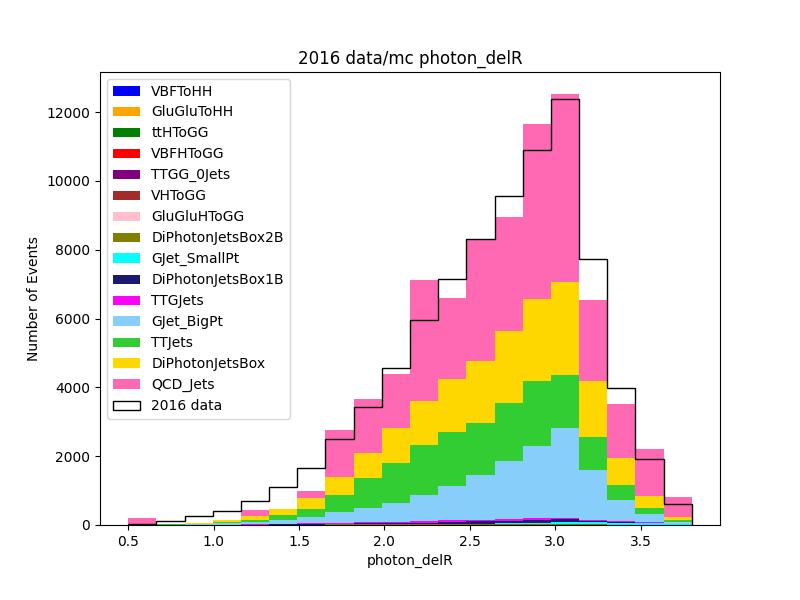 2016 data/mc photon_delR
12000
10000
8000
6000
4000
2000
0
Number of Events
VBFToHH
GluGluToHH
ttHToGG
VBFHToGG
TTGG_0Jets
VHToGG
GluGluHToGG
DiPhotonJetsBox2B
GJet_SmallPt
DiPhotonJetsBox1B
TTGJets
GJet_BigPt
TTJets
DiPhotonJetsBox
QCD_Jets
2016 data
0.5 1.0 1.5 2.0 2.5 3.0 3.5
photon_delR